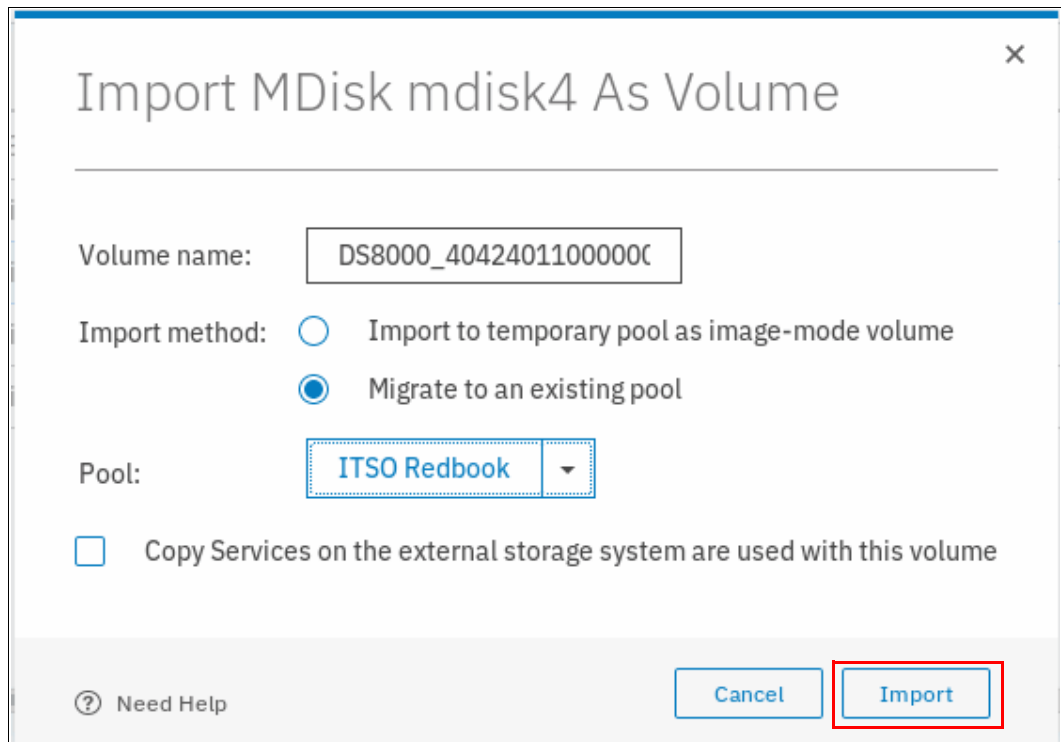 Import MDisk mdisk4 As Volume
Volume name: DS8000_4042401100000
Import method: Import to temporary pool as image-mode volume
Migrate to an existing pool
Pool: ITSO Redbook
Copy Services on the external storage system are used with this volume
Need Help Cancel Import